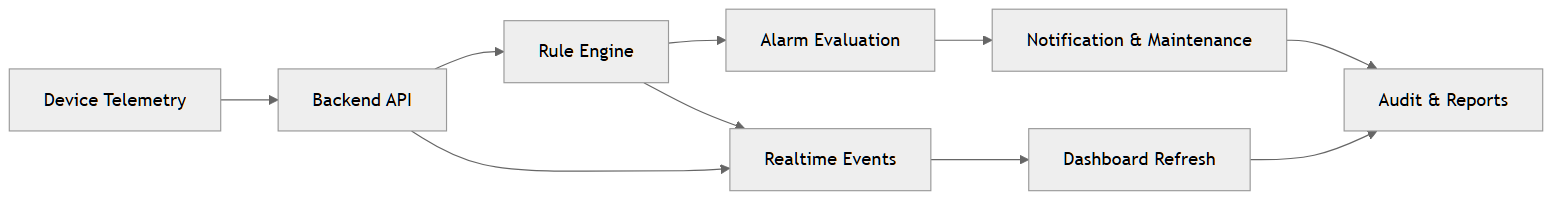 Device Telemetry
Backend API
Rule Engine
Alarm Evaluation
Notification & Maintenance
Realtime Events
Dashboard Refresh
Audit & Reports